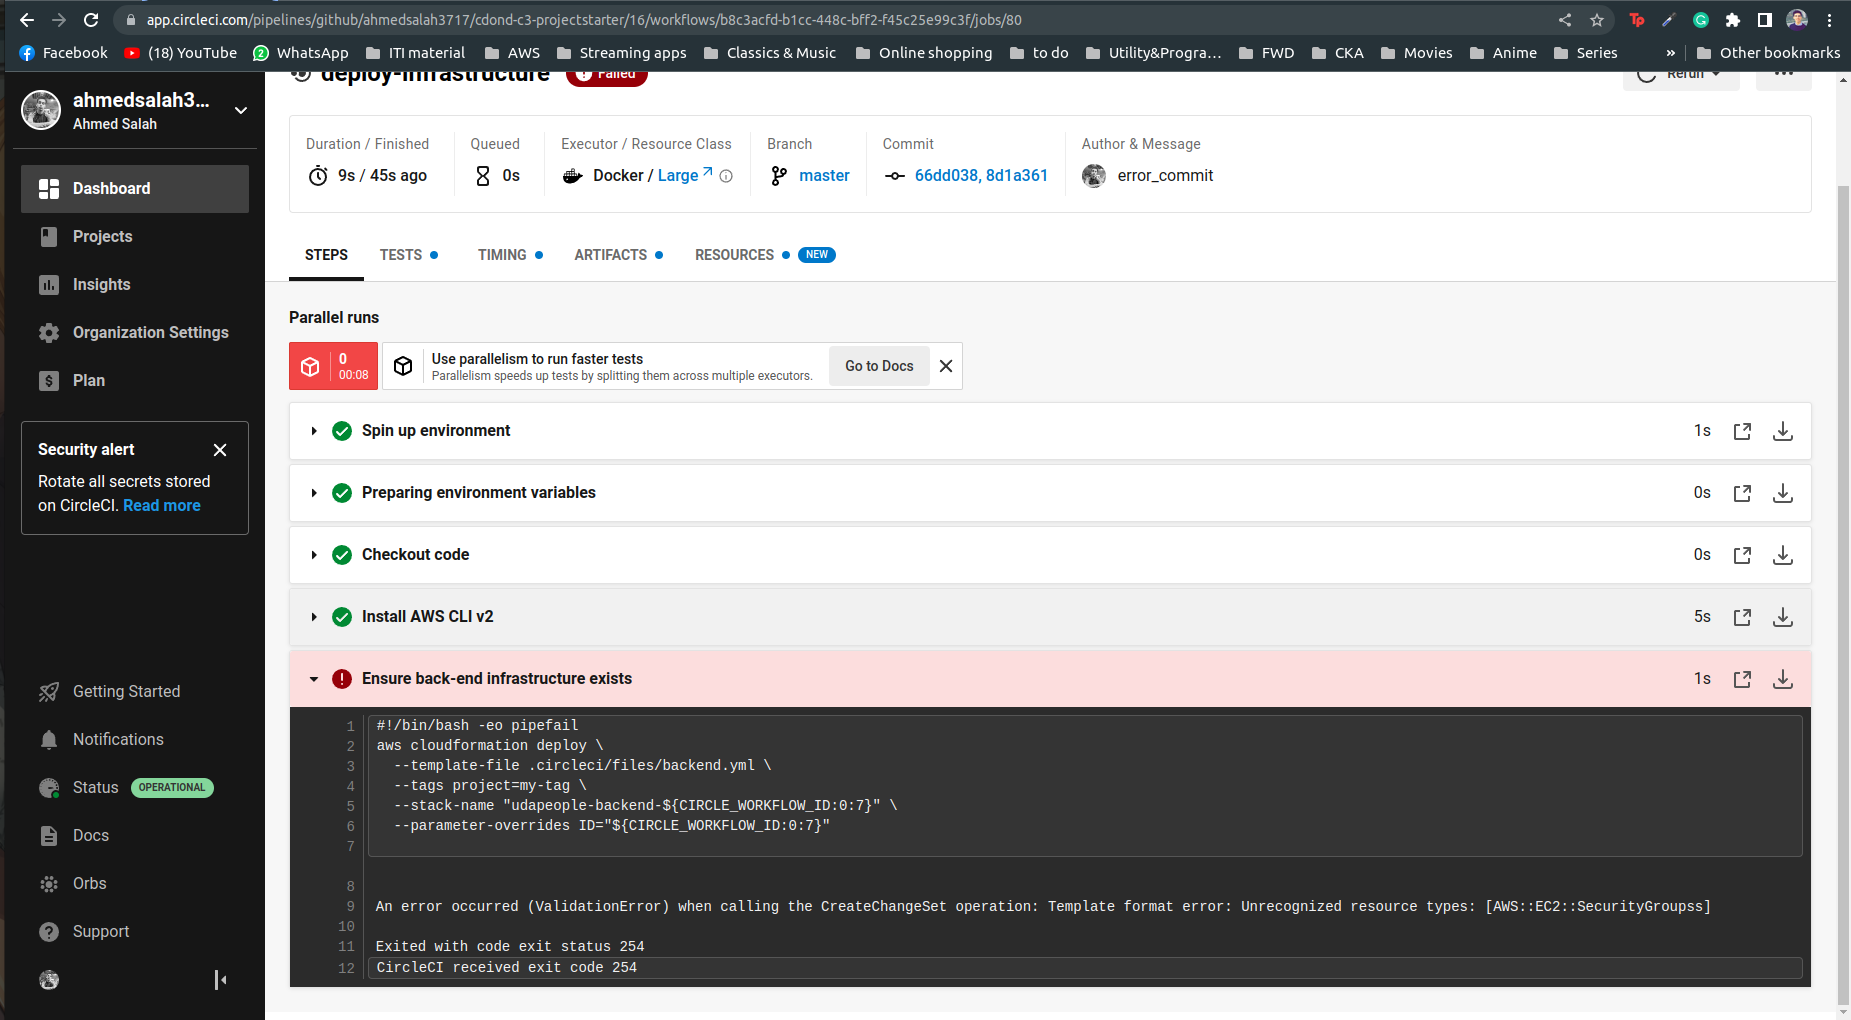 app.circleci.com/pipelines/github/ahmedsalah3717/cdond-c3-projectstarter/16/workflows/b8c3acfd-b1cc-448c-bff2-f45c25e99c3f/jobs/80
Facebook (18) YouTube WhatsApp ITI material AWS Streaming apps Classics & Music Online shopping to do Utility&Progra... FWD CKA Movies Anime Series » Other bookmarks
deploy-infrastructure Failed Rerun
ahmedsalah3...
Ahmed Salah
Dashboard
Projects
Insights
Organization Settings
Plan
Security alert
Rotate all secrets stored
on CircleCI. Read more
Getting Started
Notifications
Status OPERATIONAL
Docs
Orbs
Support
Duration / Finished Queued Executor / Resource Class Branch Commit Author & Message
9s / 45s ago 0s Docker / Large master 66dd038, 8d1a361 error_commit
STEPS TESTS TIMING ARTIFACTS RESOURCES NEW
Parallel runs
0
00:08
Use parallelism to run faster tests
Parallelism speeds up tests by splitting them across multiple executors.
Go to Docs
Spin up environment 1s
Preparing environment variables 0s
Checkout code 0s
Install AWS CLI v2 5s
Ensure back-end infrastructure exists 1s
1 #!/bin/bash -eo pipefail
2 aws cloudformation deploy \
3 --template-file .circleci/files/backend.yml \
4 --tags project=my-tag \
5 --stack-name "udapeople-backend-${CIRCLE_WORKFLOW_ID:0:7}" \
6 --parameter-overrides ID="${CIRCLE_WORKFLOW_ID:0:7}"
7
8
9 An error occurred (ValidationError) when calling the CreateChangeSet operation: Template format error: Unrecognized resource types: [AWS::EC2::SecurityGroupss]
10
11 Exited with code exit status 254
12 CircleCI received exit code 254